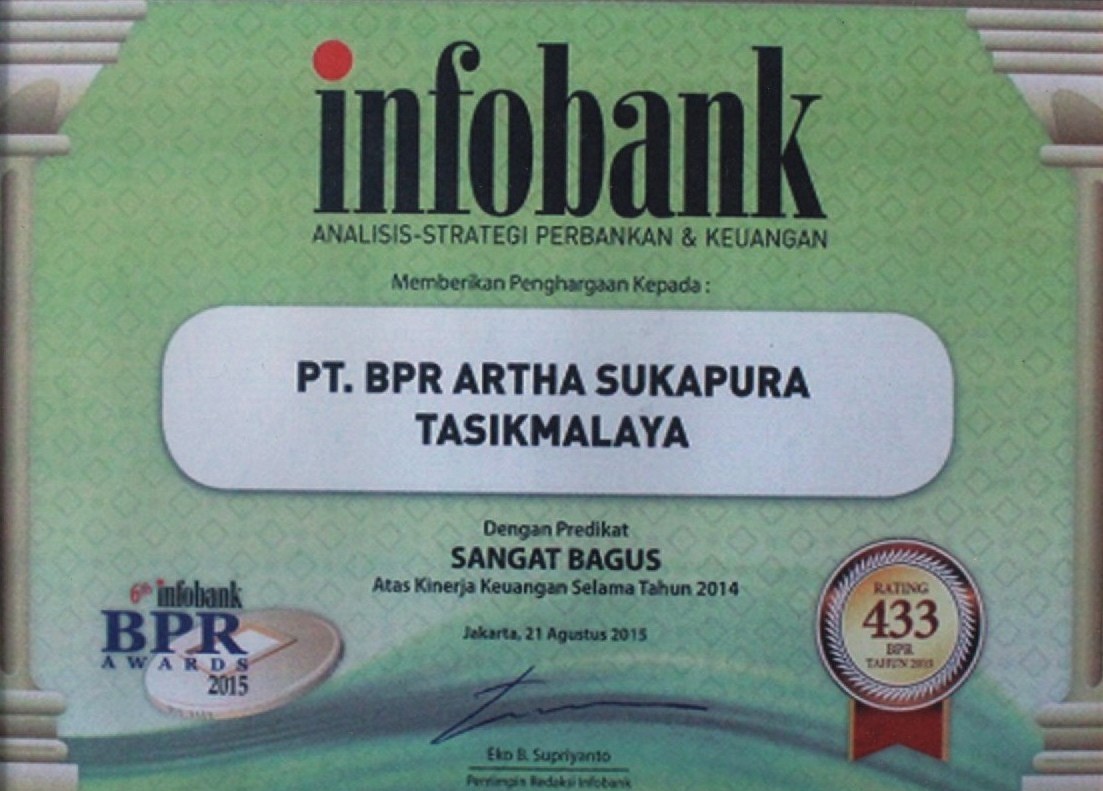 infobank
ANALISIS-STRATEGI PERBANKAN & KEUANGAN
Memberikan Penghargaan Kepada :
PT. BPR ARTHA SUKAPURA
TASIKMALAYA
Dengan Predikat
SANGAT BAGUS
Atas Kinerja Keuangan Selama Tahun 2014
Jakarta, 21 Agustus 2015
6th infobank
BPR
AWARDS
2015
RATING
433
BPR
TAHUN 2015
Eko B. Supriyanto
Pemimpin Redaksi Infobank